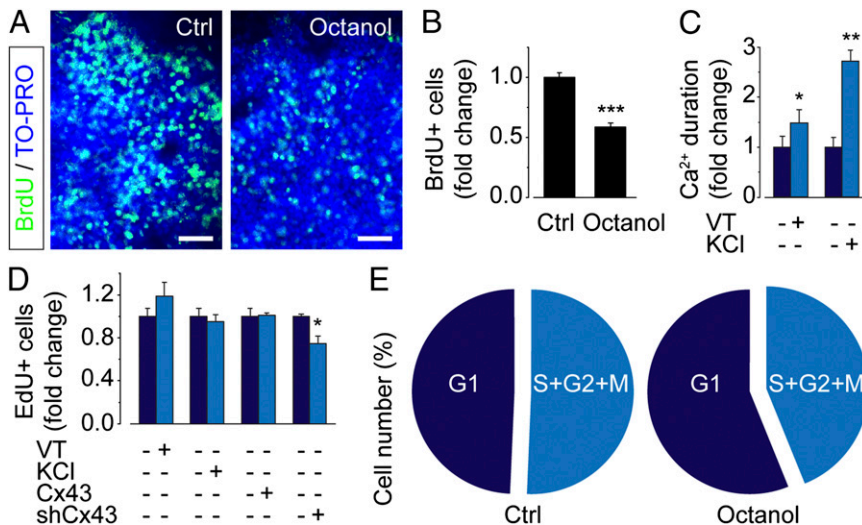 A
BrdU / TO-PRO
Ctrl
Octanol
B
BrdU+ cells
(fold change)
1.0
0.5
0.0
***
Ctrl Octanol
C
Ca²⁺ duration
(fold change)
3
2
1
0
*
**
VT - + - -
KCl - - - +
D
EdU+ cells
(fold change)
1.2
0.8
0.4
0.0
*
VT - + - - - - - -
KCl - - - + - - - -
Cx43 - - - - - + - -
shCx43 - - - - - - - +
E
Cell number (%)
G1
S+G2+M
Ctrl
G1
S+G2+M
Octanol